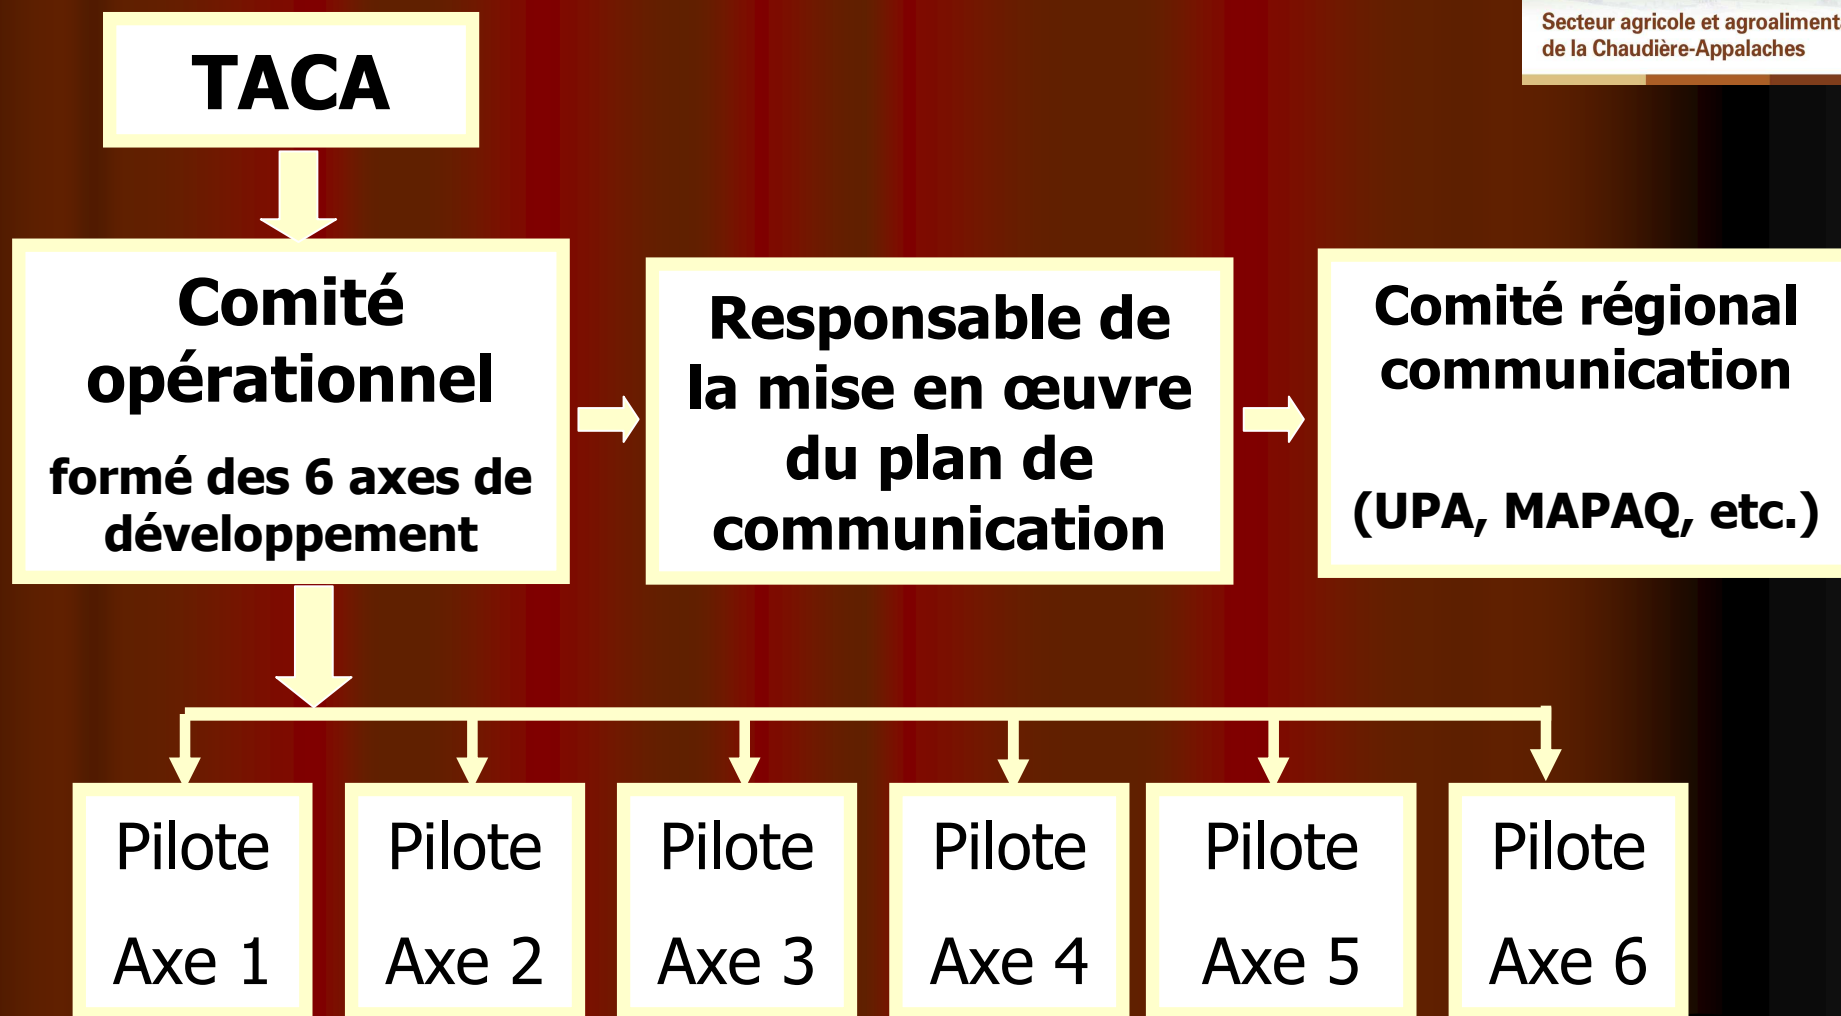 Secteur agricole et agroaliment
de la Chaudière-Appalaches
TACA
Comité
opérationnel
formé des 6 axes de
développement
Responsable de
la mise en œuvre
du plan de
communication
Comité régional
communication
(UPA, MAPAQ, etc.)
Pilote
Axe 1
Pilote
Axe 2
Pilote
Axe 3
Pilote
Axe 4
Pilote
Axe 5
Pilote
Axe 6